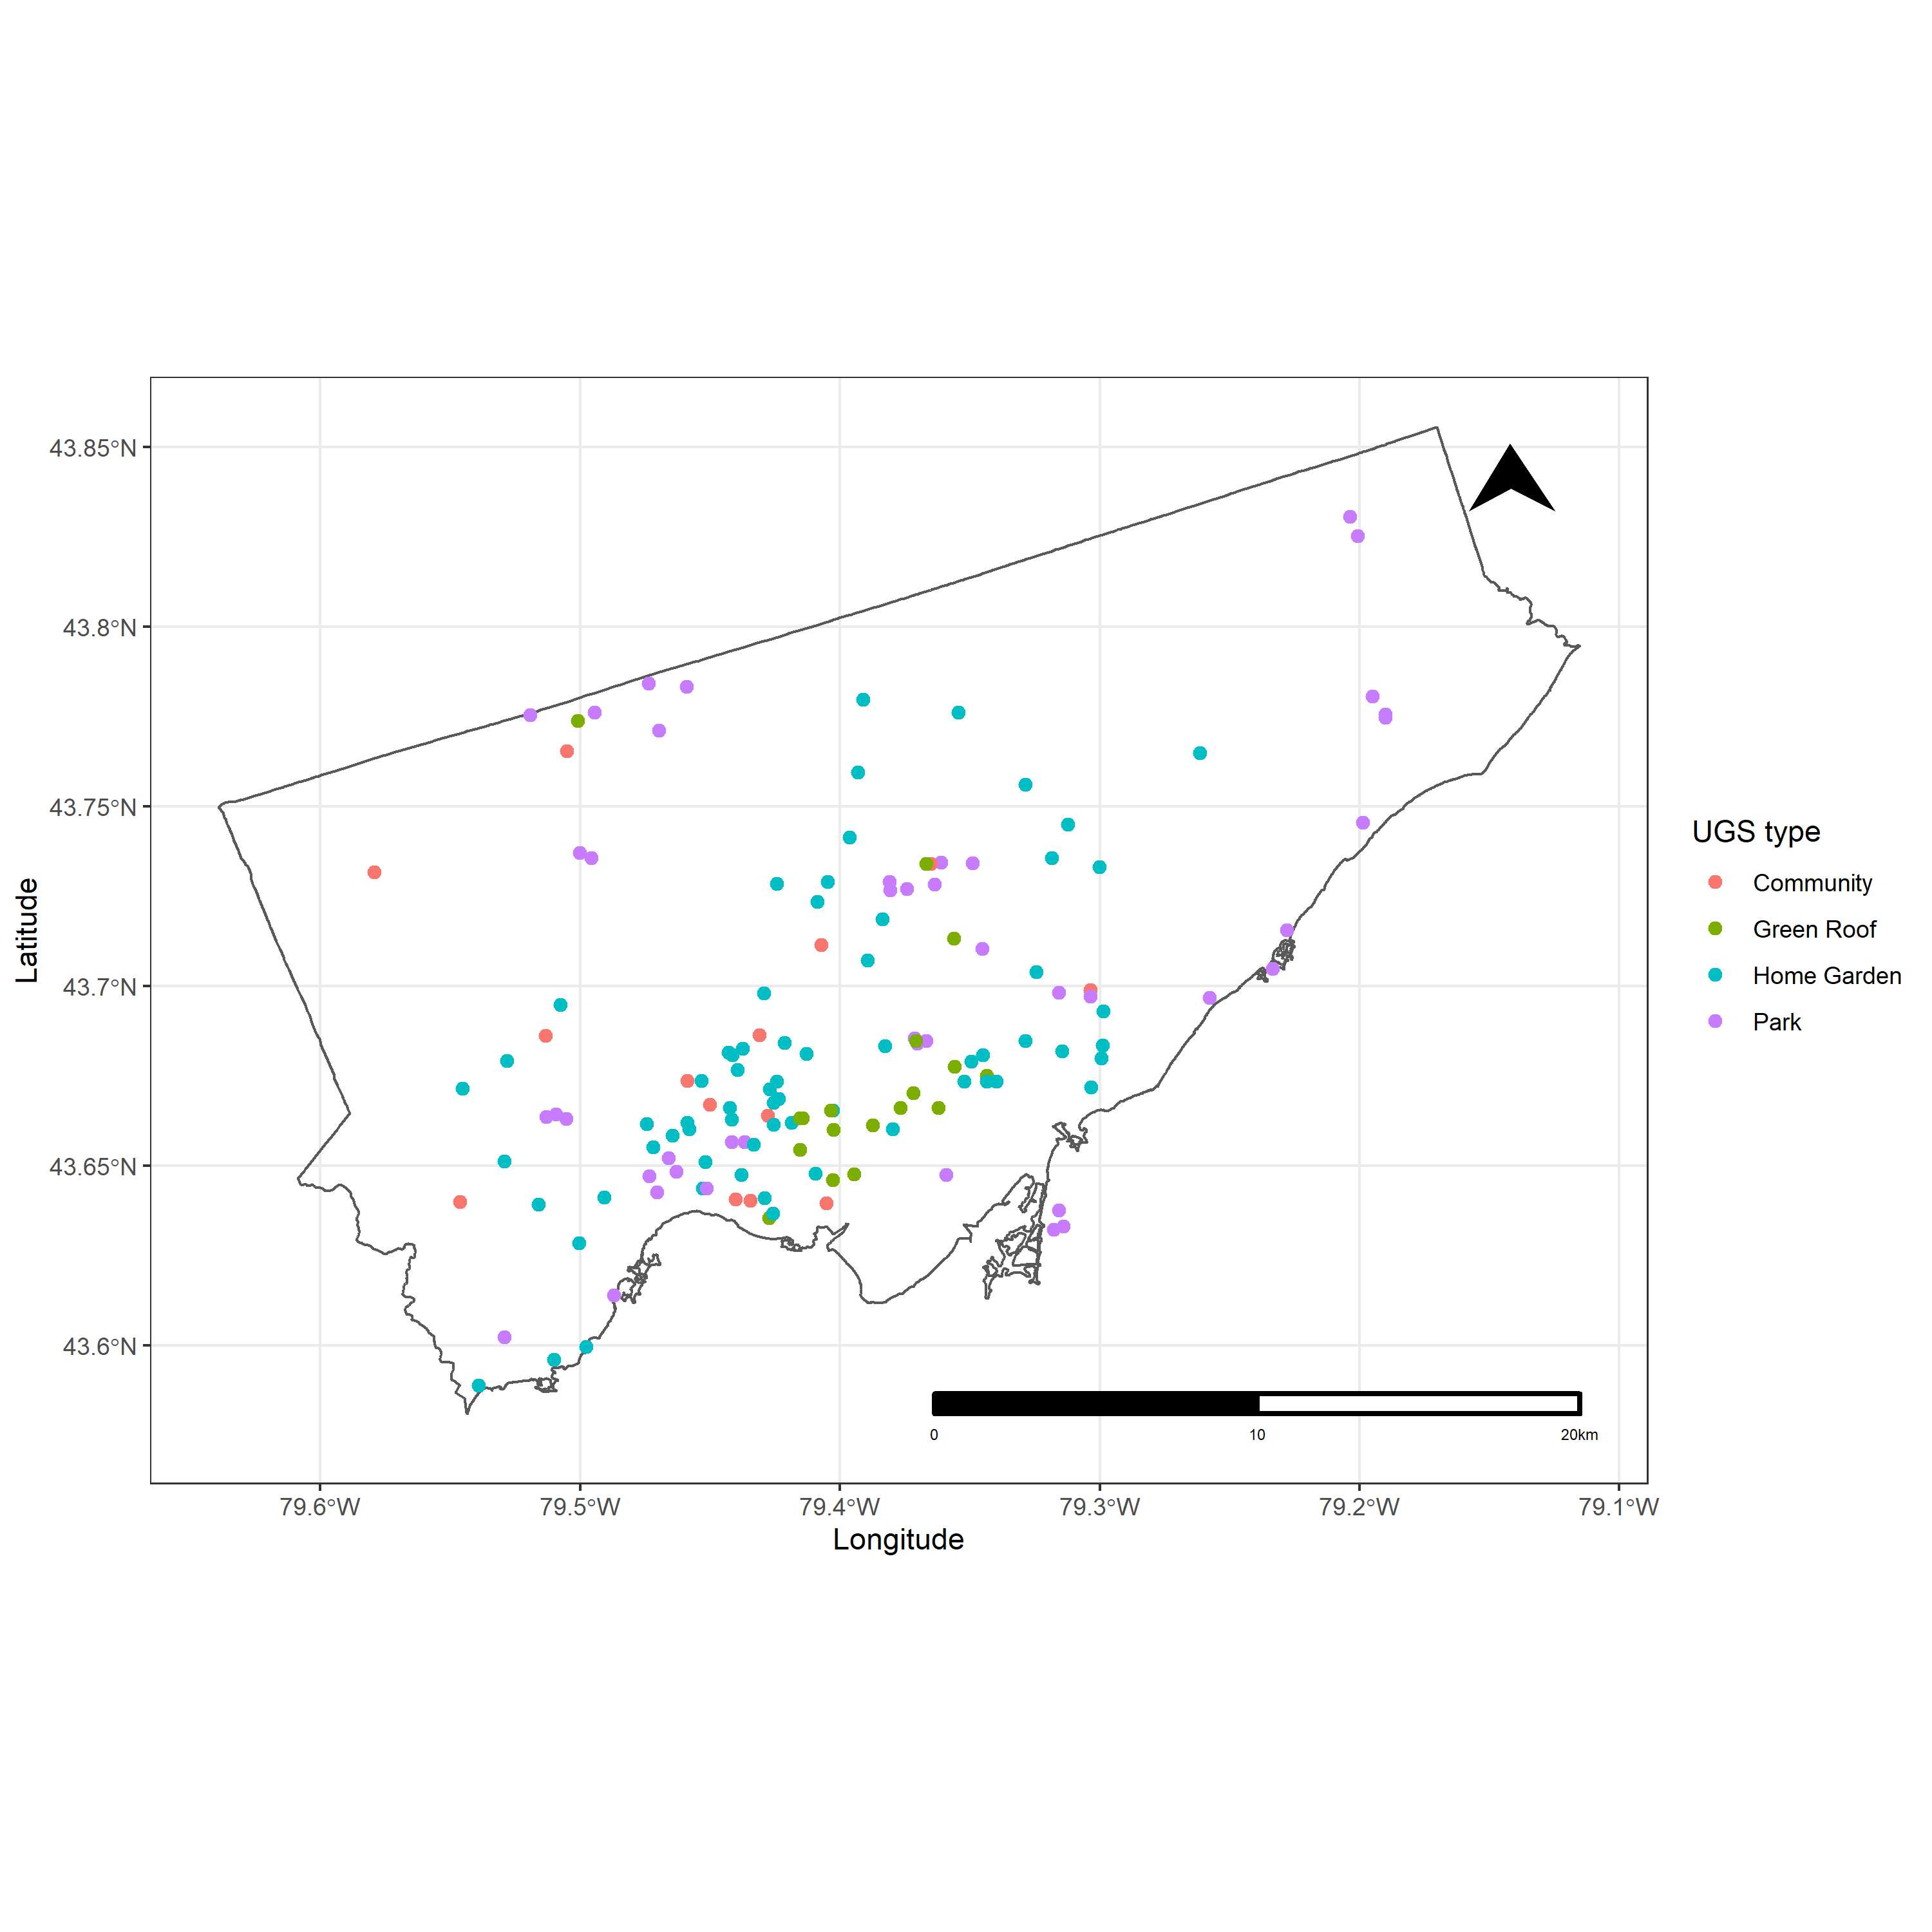 43.85°N
43.8°N
43.75°N
43.7°N
43.65°N
43.6°N
Latitude
79.6°W 79.5°W 79.4°W 79.3°W 79.2°W 79.1°W
Longitude
0 10 20km
UGS type
Community
Green Roof
Home Garden
Park